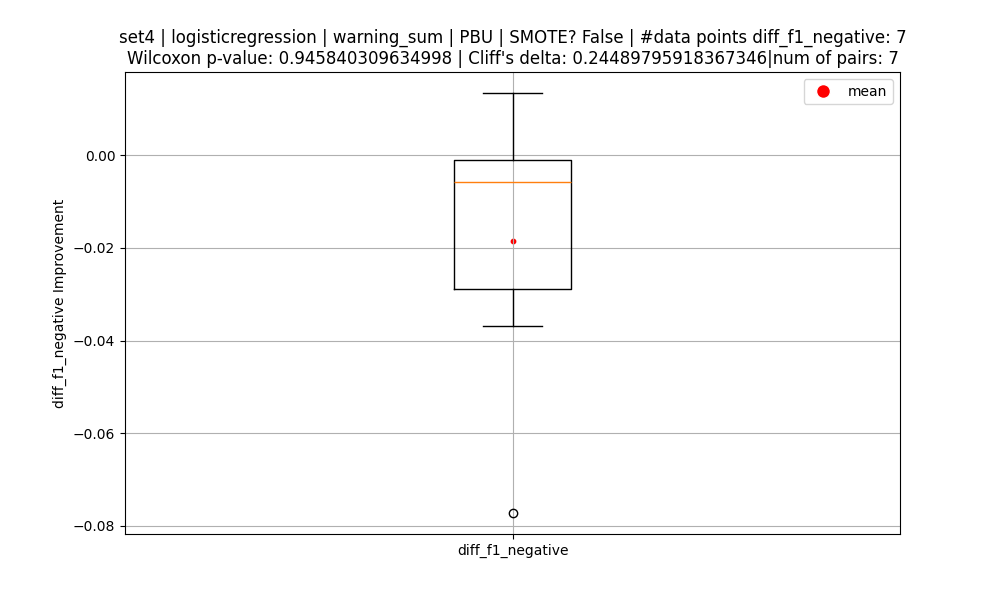 set4 | logisticregression | warning_sum | PBU | SMOTE? False | #data points diff_f1_negative: 7
Wilcoxon p-value: 0.945840309634998 | Cliff's delta: 0.24489795918367346|num of pairs: 7
mean
0.00
−0.02
−0.04
−0.06
−0.08
diff_f1_negative Improvement
diff_f1_negative